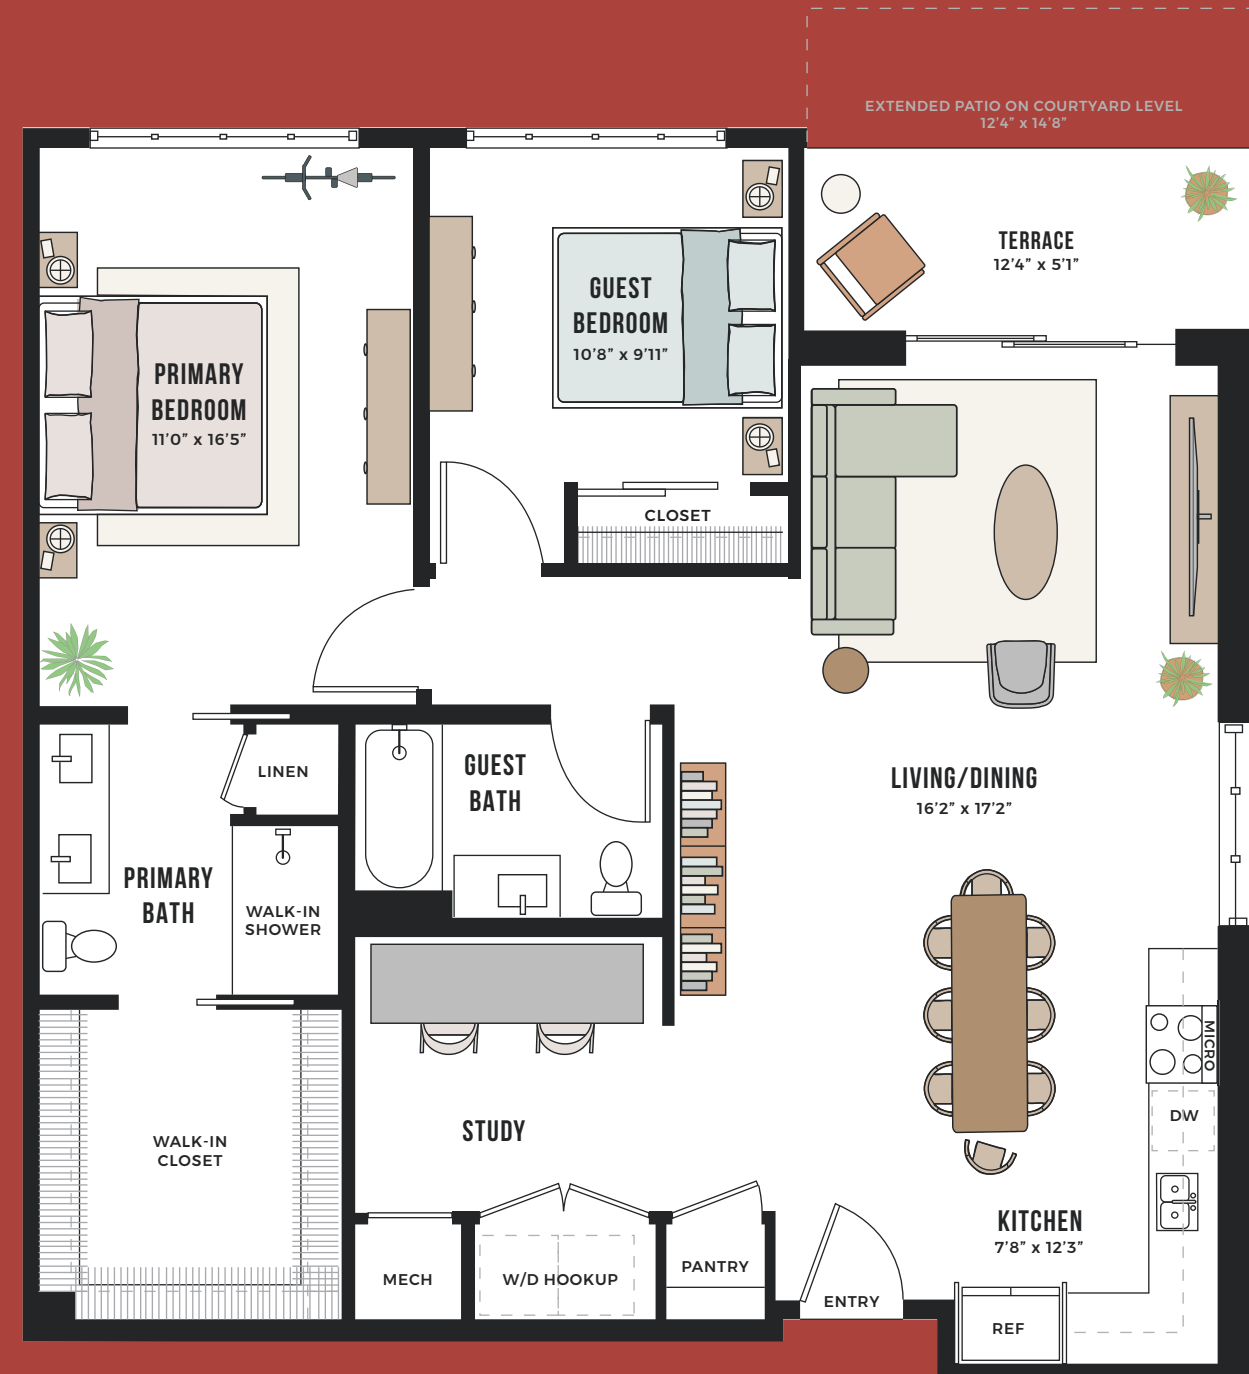 EXTENDED PATIO ON COURTYARD LEVEL
12'4" x 14'8"
TERRACE
12'4" x 5'1"
GUEST
BEDROOM
10'8" x 9'11"
PRIMARY
BEDROOM
11'0" x 16'5"
CLOSET
LINEN
GUEST
BATH
LIVING/DINING
16'2" x 17'2"
PRIMARY
BATH
WALK-IN
SHOWER
MICRO
DW
STUDY
WALK-IN
CLOSET
KITCHEN
7'8" x 12'3"
MECH
W/D HOOKUP
PANTRY
ENTRY
REF